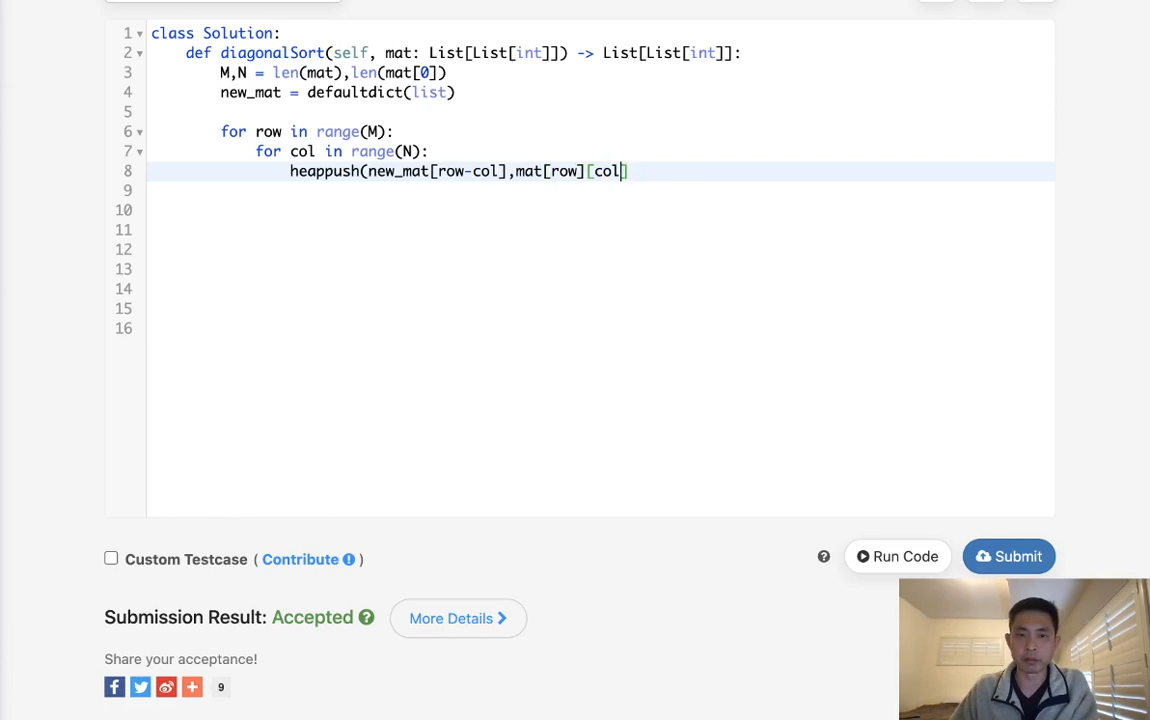 1 class Solution:
2 def diagonalSort(self, mat: List[List[int]]) -> List[List[int]]:
3 M,N = len(mat),len(mat[0])
4 new_mat = defaultdict(list)
5
6 for row in range(M):
7 for col in range(N):
8 heappush(new_mat[row-col],mat[row][col]
9
10
11
12
13
14
15
16
Custom Testcase ( Contribute )
? Run Code Submit
Submission Result: Accepted ? More Details
Share your acceptance!
9